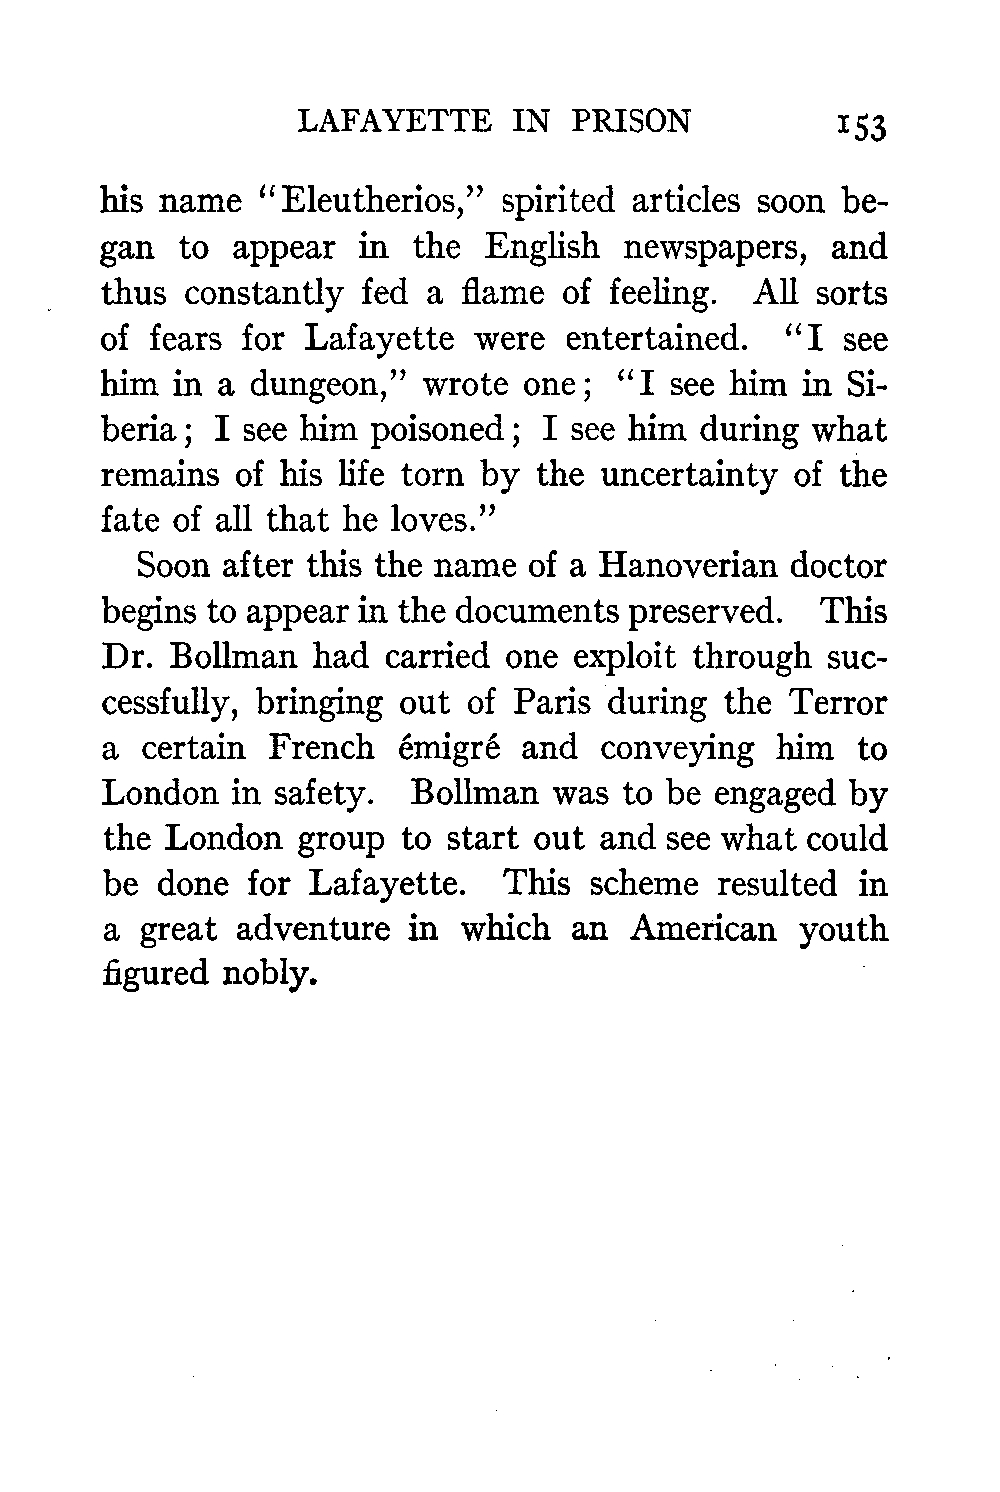 LAFAYETTE IN PRISON 153
his name "Eleutherios," spirited articles soon be-
gan to appear in the English newspapers, and
thus constantly fed a flame of feeling. All sorts
of fears for Lafayette were entertained. "I see
him in a dungeon," wrote one; "I see him in Si-
beria; I see him poisoned; I see him during what
remains of his life torn by the uncertainty of the
fate of all that he loves."
Soon after this the name of a Hanoverian doctor
begins to appear in the documents preserved. This
Dr. Bollman had carried one exploit through suc-
cessfully, bringing out of Paris during the Terror
a certain French émigré and conveying him to
London in safety. Bollman was to be engaged by
the London group to start out and see what could
be done for Lafayette. This scheme resulted in
a great adventure in which an American youth
figured nobly.